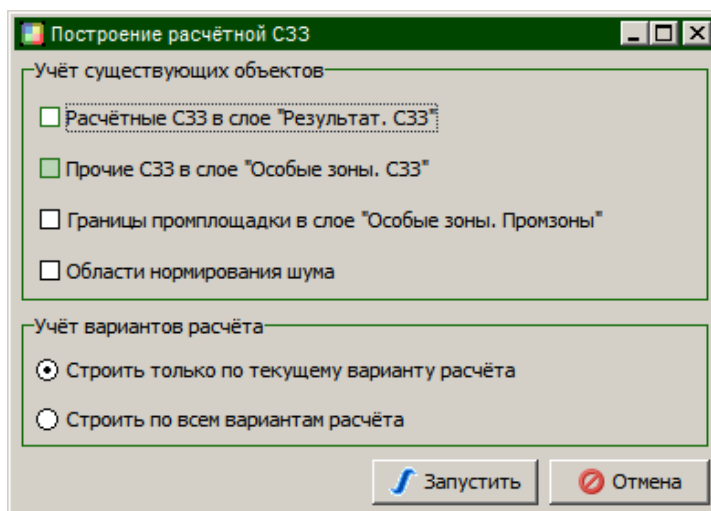 Построение расчётной СЗЗ
Учёт существующих объектов
Расчётные СЗЗ в слое "Результат. СЗЗ"
Прочие СЗЗ в слое "Особые зоны. СЗЗ"
Границы промплощадки в слое "Особые зоны. Промзоны"
Области нормирования шума
Учёт вариантов расчёта
Строить только по текущему варианту расчёта
Строить по всем вариантам расчёта
Запустить
Отмена